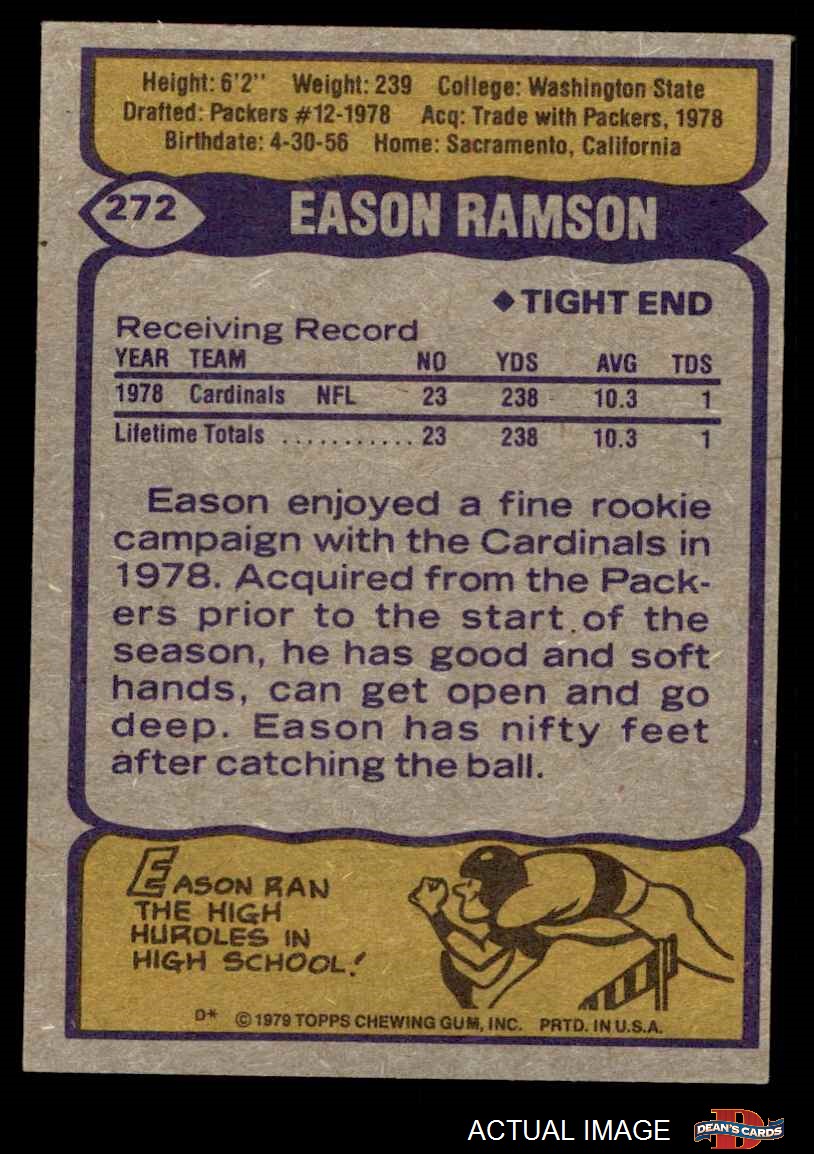 Height: 6'2" Weight: 239 College: Washington State
Drafted: Packers #12-1978 Acq: Trade with Packers, 1978
Birthdate: 4-30-56 Home: Sacramento, California
272 EASON RAMSON
◆TIGHT END
Receiving Record
YEAR TEAM NO YDS AVG TDS
1978 Cardinals NFL 23 238 10.3 1
Lifetime Totals ........... 23 238 10.3 1
Eason enjoyed a fine rookie
campaign with the Cardinals in
1978. Acquired from the Pack-
ers prior to the start of the
season, he has good and soft
hands, can get open and go
deep. Eason has nifty feet
after catching the ball.
EASON RAN
THE HIGH
HURDLES IN
HIGH SCHOOL!
D* © 1979 TOPPS CHEWING GUM, INC. PRTD. IN U.S.A.
ACTUAL IMAGE
D
DEAN'S CARDS